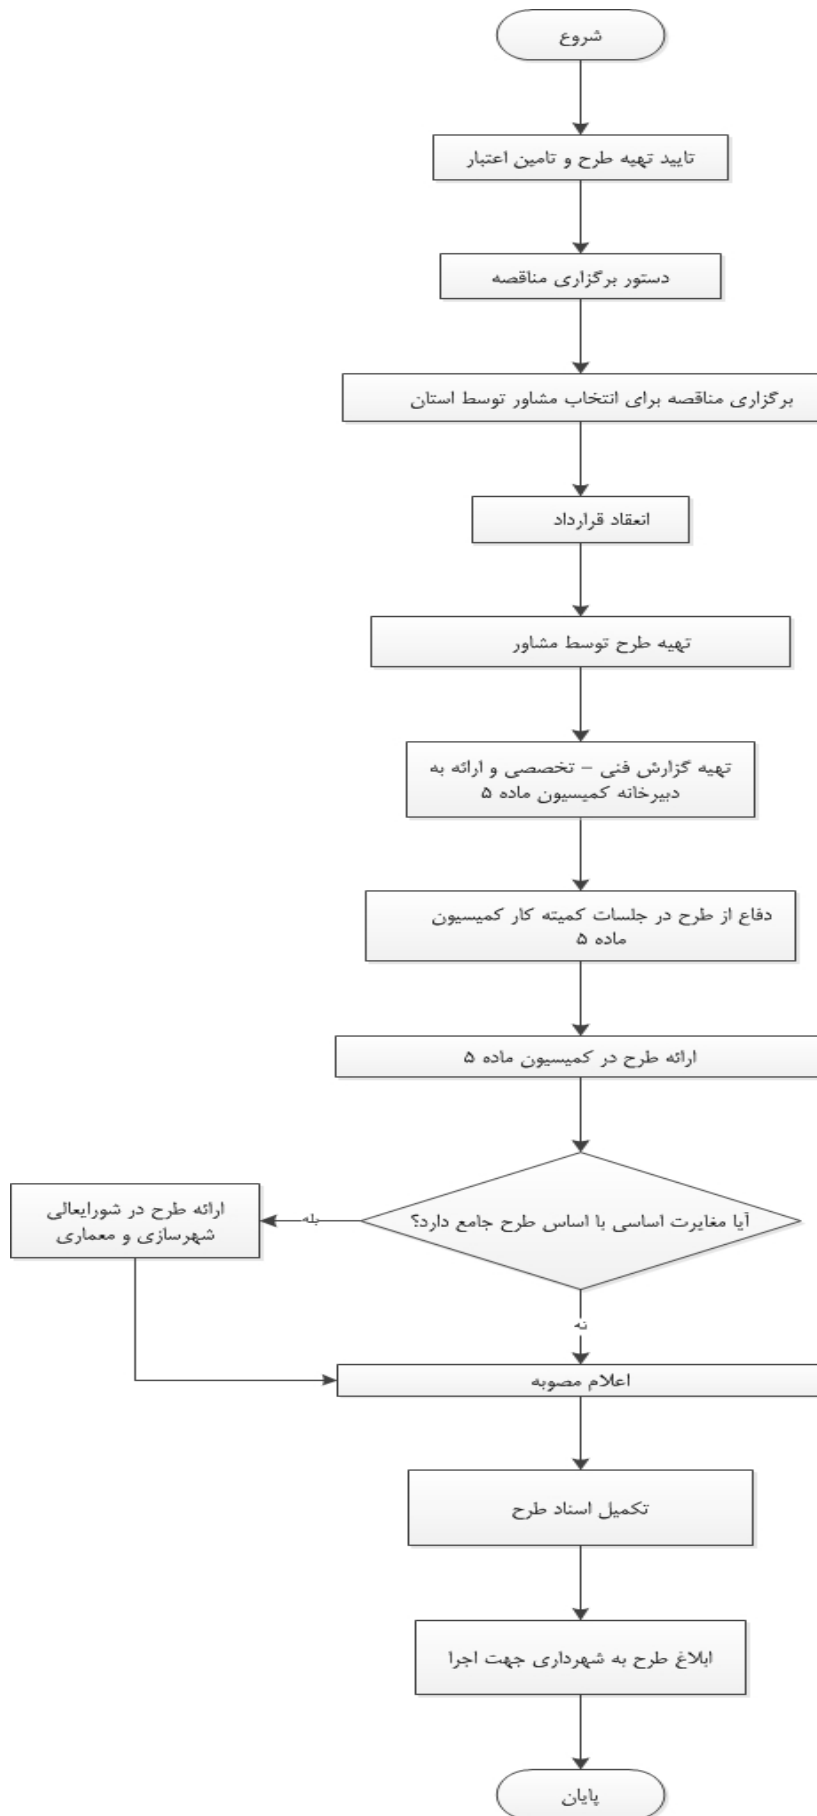 شروع
تایید تهیه طرح و تامین اعتبار
دستور برگزاری مناقصه
برگزاری مناقصه برای انتخاب مشاور توسط استان
انعقاد قرارداد
تهیه طرح توسط مشاور
تهیه گزارش فنی – تخصصی و ارائه به
دبیرخانه کمیسیون ماده ۵
دفاع از طرح در جلسات کمیته کار کمیسیون
ماده ۵
ارائه طرح در کمیسیون ماده ۵
آیا مغایرت اساسی با اساس طرح جامع دارد؟
بله
ارائه طرح در شورایعالی
شهرسازی و معماری
نه
اعلام مصوبه
تکمیل اسناد طرح
ابلاغ طرح به شهرداری جهت اجرا
پایان